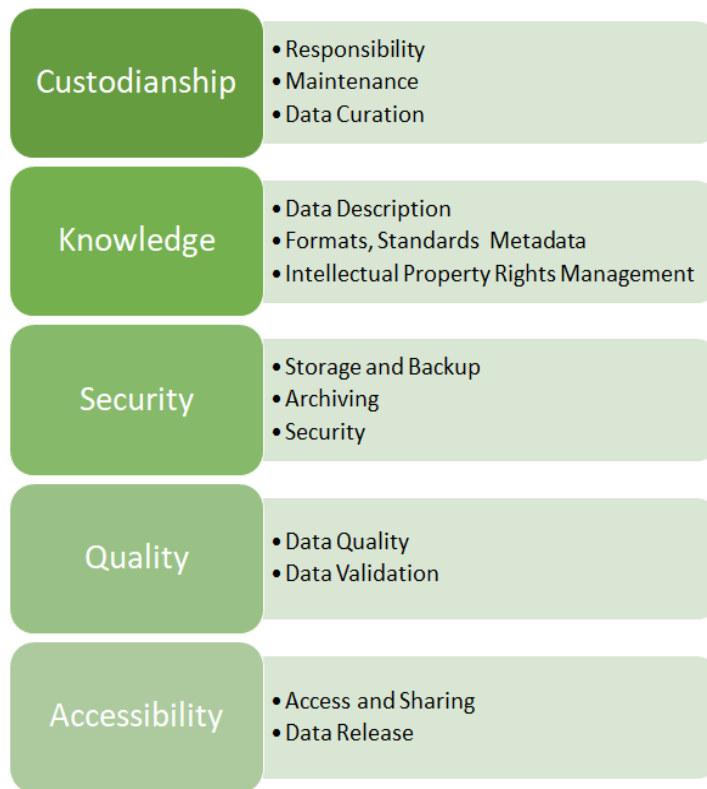 Custodianship
• Responsibility
• Maintenance
• Data Curation
Knowledge
• Data Description
• Formats, Standards Metadata
• Intellectual Property Rights Management
Security
• Storage and Backup
• Archiving
• Security
Quality
• Data Quality
• Data Validation
Accessibility
• Access and Sharing
• Data Release